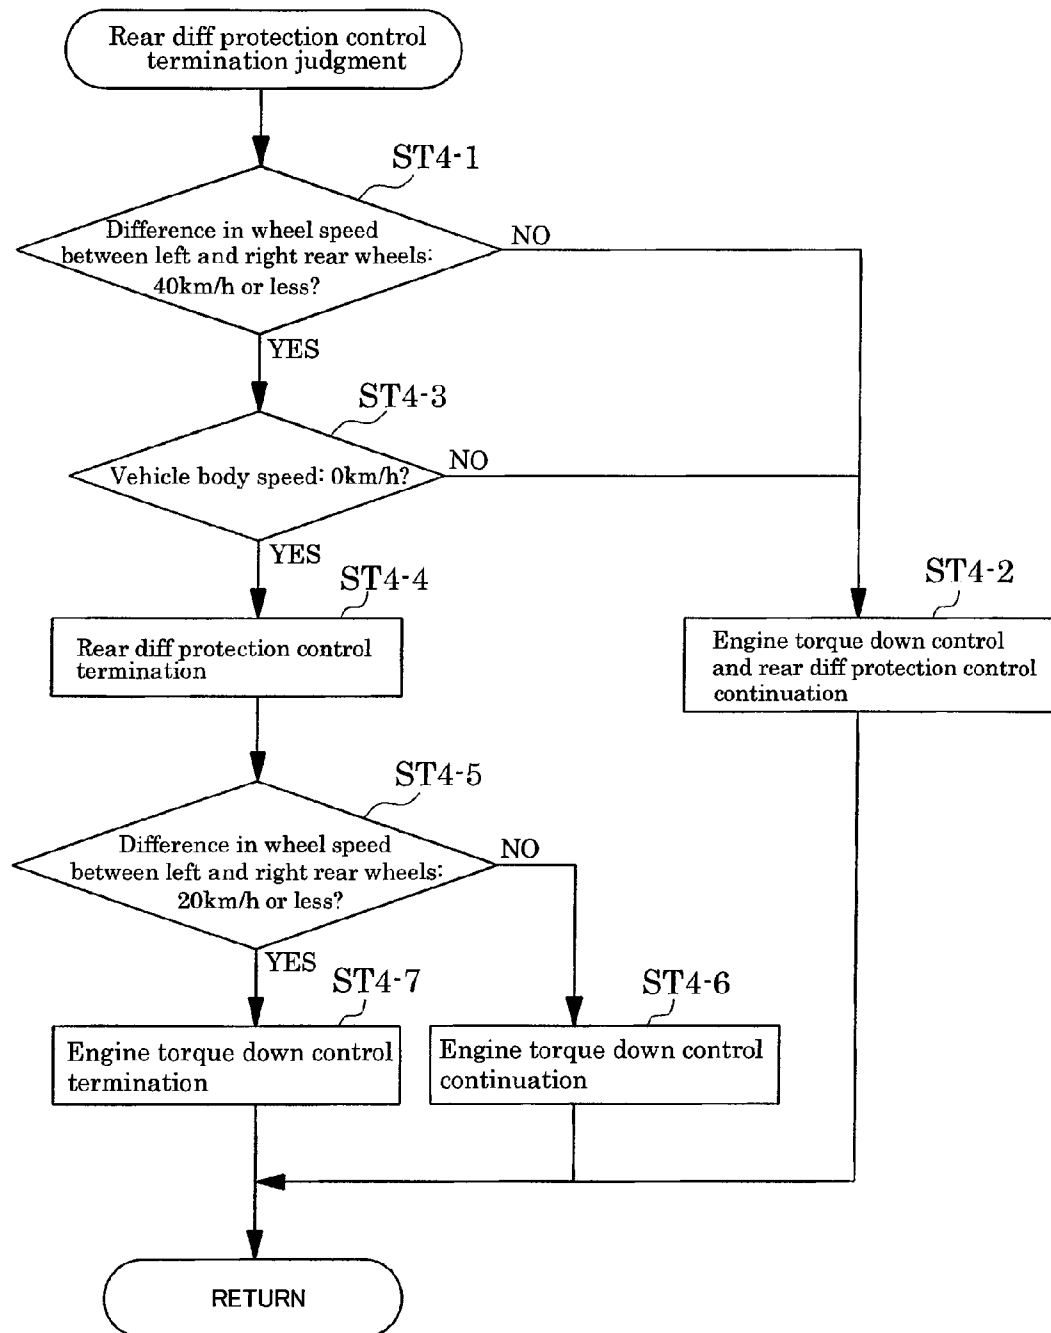 Rear diff protection control
termination judgment
ST4-1
Difference in wheel speed
between left and right rear wheels:
40km/h or less?
NO
YES
ST4-3
Vehicle body speed: 0km/h?
NO
YES
ST4-4
Rear diff protection control
termination
ST4-2
Engine torque down control
and rear diff protection control
continuation
ST4-5
Difference in wheel speed
between left and right rear wheels:
20km/h or less?
NO
YES
ST4-7
Engine torque down control
termination
ST4-6
Engine torque down control
continuation
RETURN